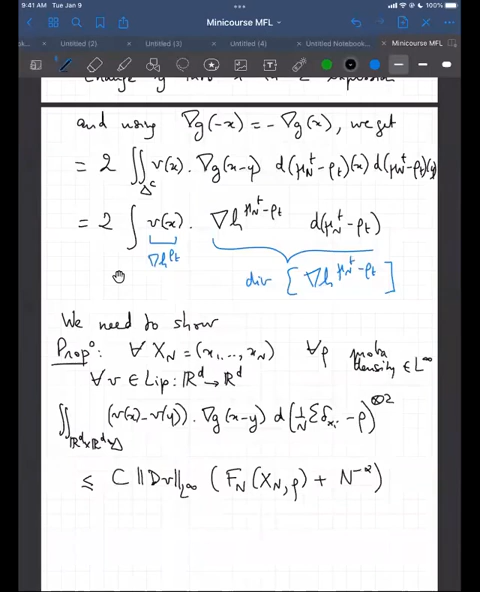 9:41 AM Tue Jan 9
100%
Minicourse MFL
Untitled (2) Untitled (3) Untitled (4) Untitled Notebook... Minicourse MFL
and using ∇g(-x) = -∇g(x), we get
= 2 ∬_{Δ^c} v(x). ∇g(x-y) d(μ_N^t - ρ_t)(x) d(μ_N^t - ρ_t)(y)
= 2 ∫ v(x) . ∇h^{μ_N^t - ρ_t} d(μ_N^t - ρ_t)
∇h^{ρ_t}
div [∇h^{μ_N^t - ρ_t}]
We need to show
Prop°: ∀ X_N = (x_1, ..., x_N) ∀ρ proba
density ∈ L^∞
∀v ∈ Lip: ℝ^d → ℝ^d
∬_{ℝ^d×ℝ^d∖Δ} (v(x)-v(y)). ∇g(x-y) d(1/N Σδ_{x_i} - ρ)^{⊗2}
≤ C ||Dv||_{L^∞} (F_N(X_N, ρ) + N^{-α})